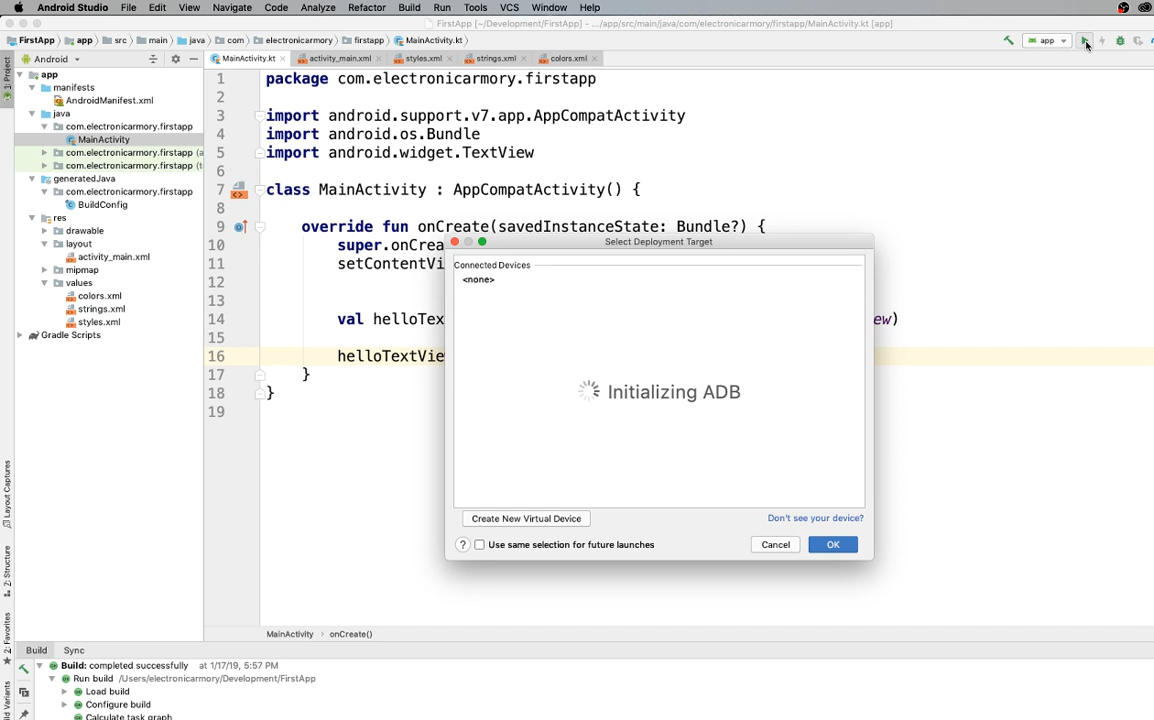 Android Studio File Edit View Navigate Code Analyze Refactor Build Run Tools VCS Window Help
FirstApp [~/Development/FirstApp] - .../app/src/main/java/com/electronicarmory/firstapp/MainActivity.kt [app]
FirstApp app src main java com electronicarmory firstapp MainActivity.kt
app
1: Project
Android
MainActivity.kt activity_main.xml styles.xml strings.xml colors.xml
app
manifests
AndroidManifest.xml
java
com.electronicarmory.firstapp
MainActivity
com.electronicarmory.firstapp (a
com.electronicarmory.firstapp (t
generatedJava
com.electronicarmory.firstapp
BuildConfig
res
drawable
layout
activity_main.xml
mipmap
values
colors.xml
strings.xml
styles.xml
Gradle Scripts
1 package com.electronicarmory.firstapp
2
3 import android.support.v7.app.AppCompatActivity
4 import android.os.Bundle
5 import android.widget.TextView
6
7 class MainActivity : AppCompatActivity() {
8
9 override fun onCreate(savedInstanceState: Bundle?) {
10 super.onCrea
11 setContentVi
12
13
14 val helloTex ew)
15
16 helloTextVie
17 }
18 }
19
Select Deployment Target
Connected Devices
<none>
Initializing ADB
Create New Virtual Device
Don't see your device?
? Use same selection for future launches
Cancel OK
Layout Captures
Z: Structure
2: Favorites
Build Variants
MainActivity › onCreate()
Build Sync
Build: completed successfully at 1/17/19, 5:57 PM
Run build /Users/electronicarmory/Development/FirstApp
Load build
Configure build
Calculate task graph